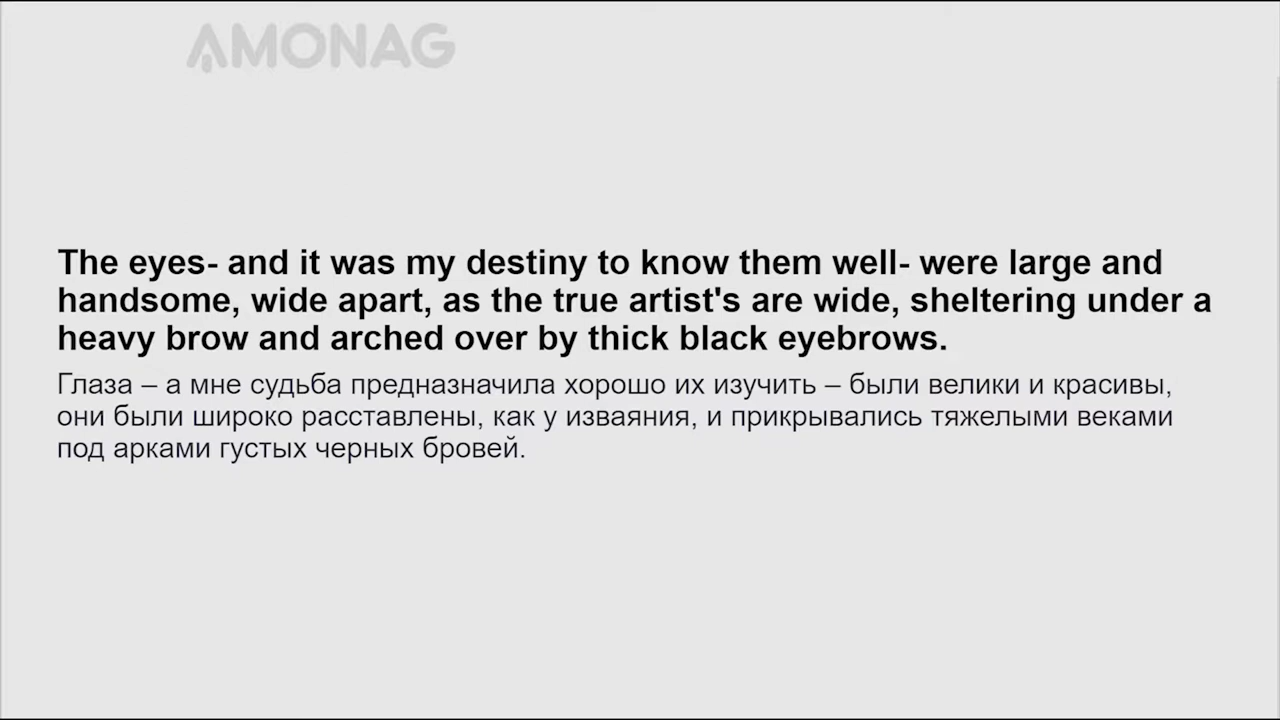 AMONAG
The eyes- and it was my destiny to know them well- were large and
handsome, wide apart, as the true artist's are wide, sheltering under a
heavy brow and arched over by thick black eyebrows.
Глаза – а мне судьба предназначила хорошо их изучить – были велики и красивы,
они были широко расставлены, как у изваяния, и прикрывались тяжелыми веками
под арками густых черных бровей.